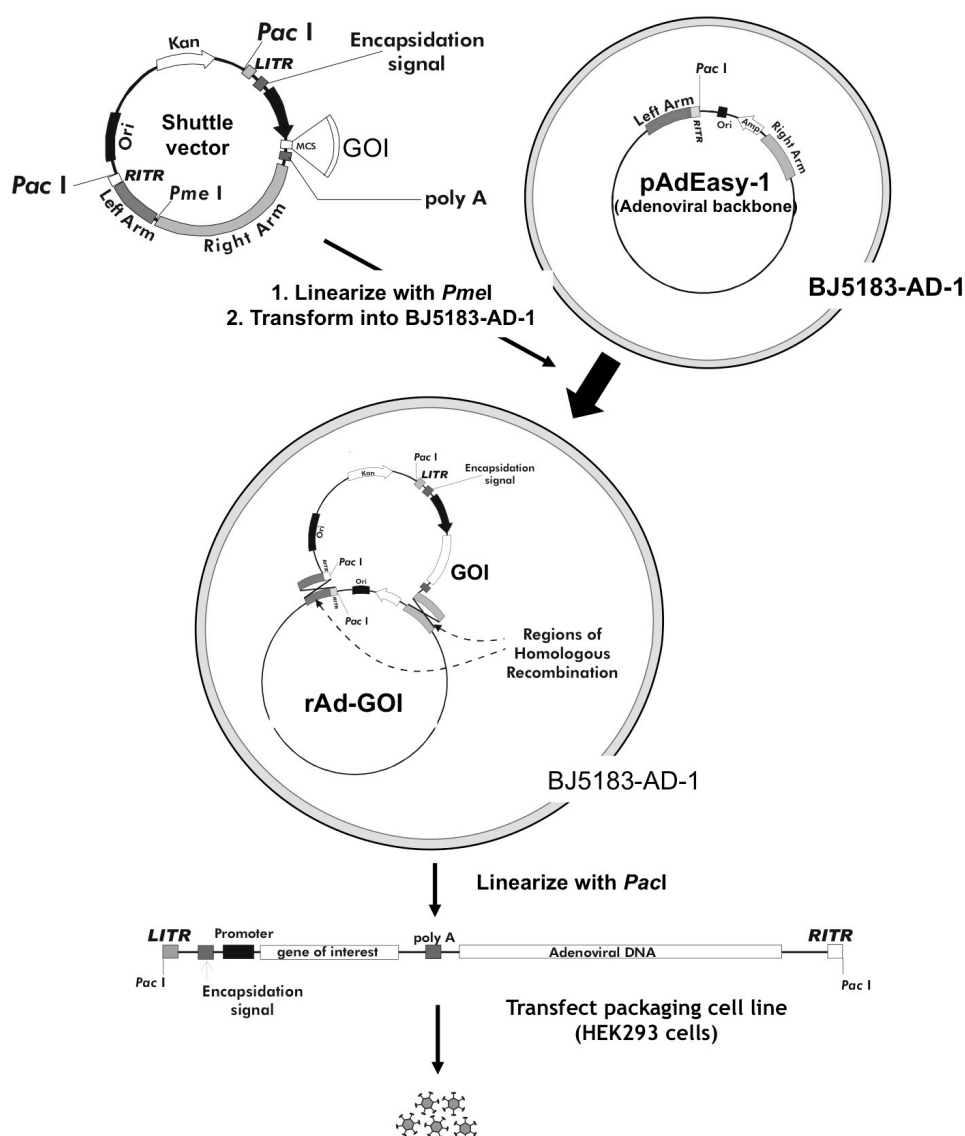 Kan
Pac I
LITR
Encapsidation
signal
Ori
Shuttle
vector
MCS
GOI
Pac I
RITR
Pme I
poly A
Left Arm
Right Arm
Pac I
Left Arm
RITR
Ori
Amp
Right Arm
pAdEasy-1
(Adenoviral backbone)
BJ5183-AD-1
1. Linearize with PmeI
2. Transform into BJ5183-AD-1
Pac I
LITR
Kan
Encapsidation
signal
Ori
GOI
RITR
Pac I
Ori
RITR
Pac I
Regions of
Homologous
Recombination
rAd-GOI
BJ5183-AD-1
Linearize with PacI
LITR
Promoter
poly A
RITR
gene of interest
Adenoviral DNA
Pac I
Pac I
Encapsidation
signal
Transfect packaging cell line
(HEK293 cells)